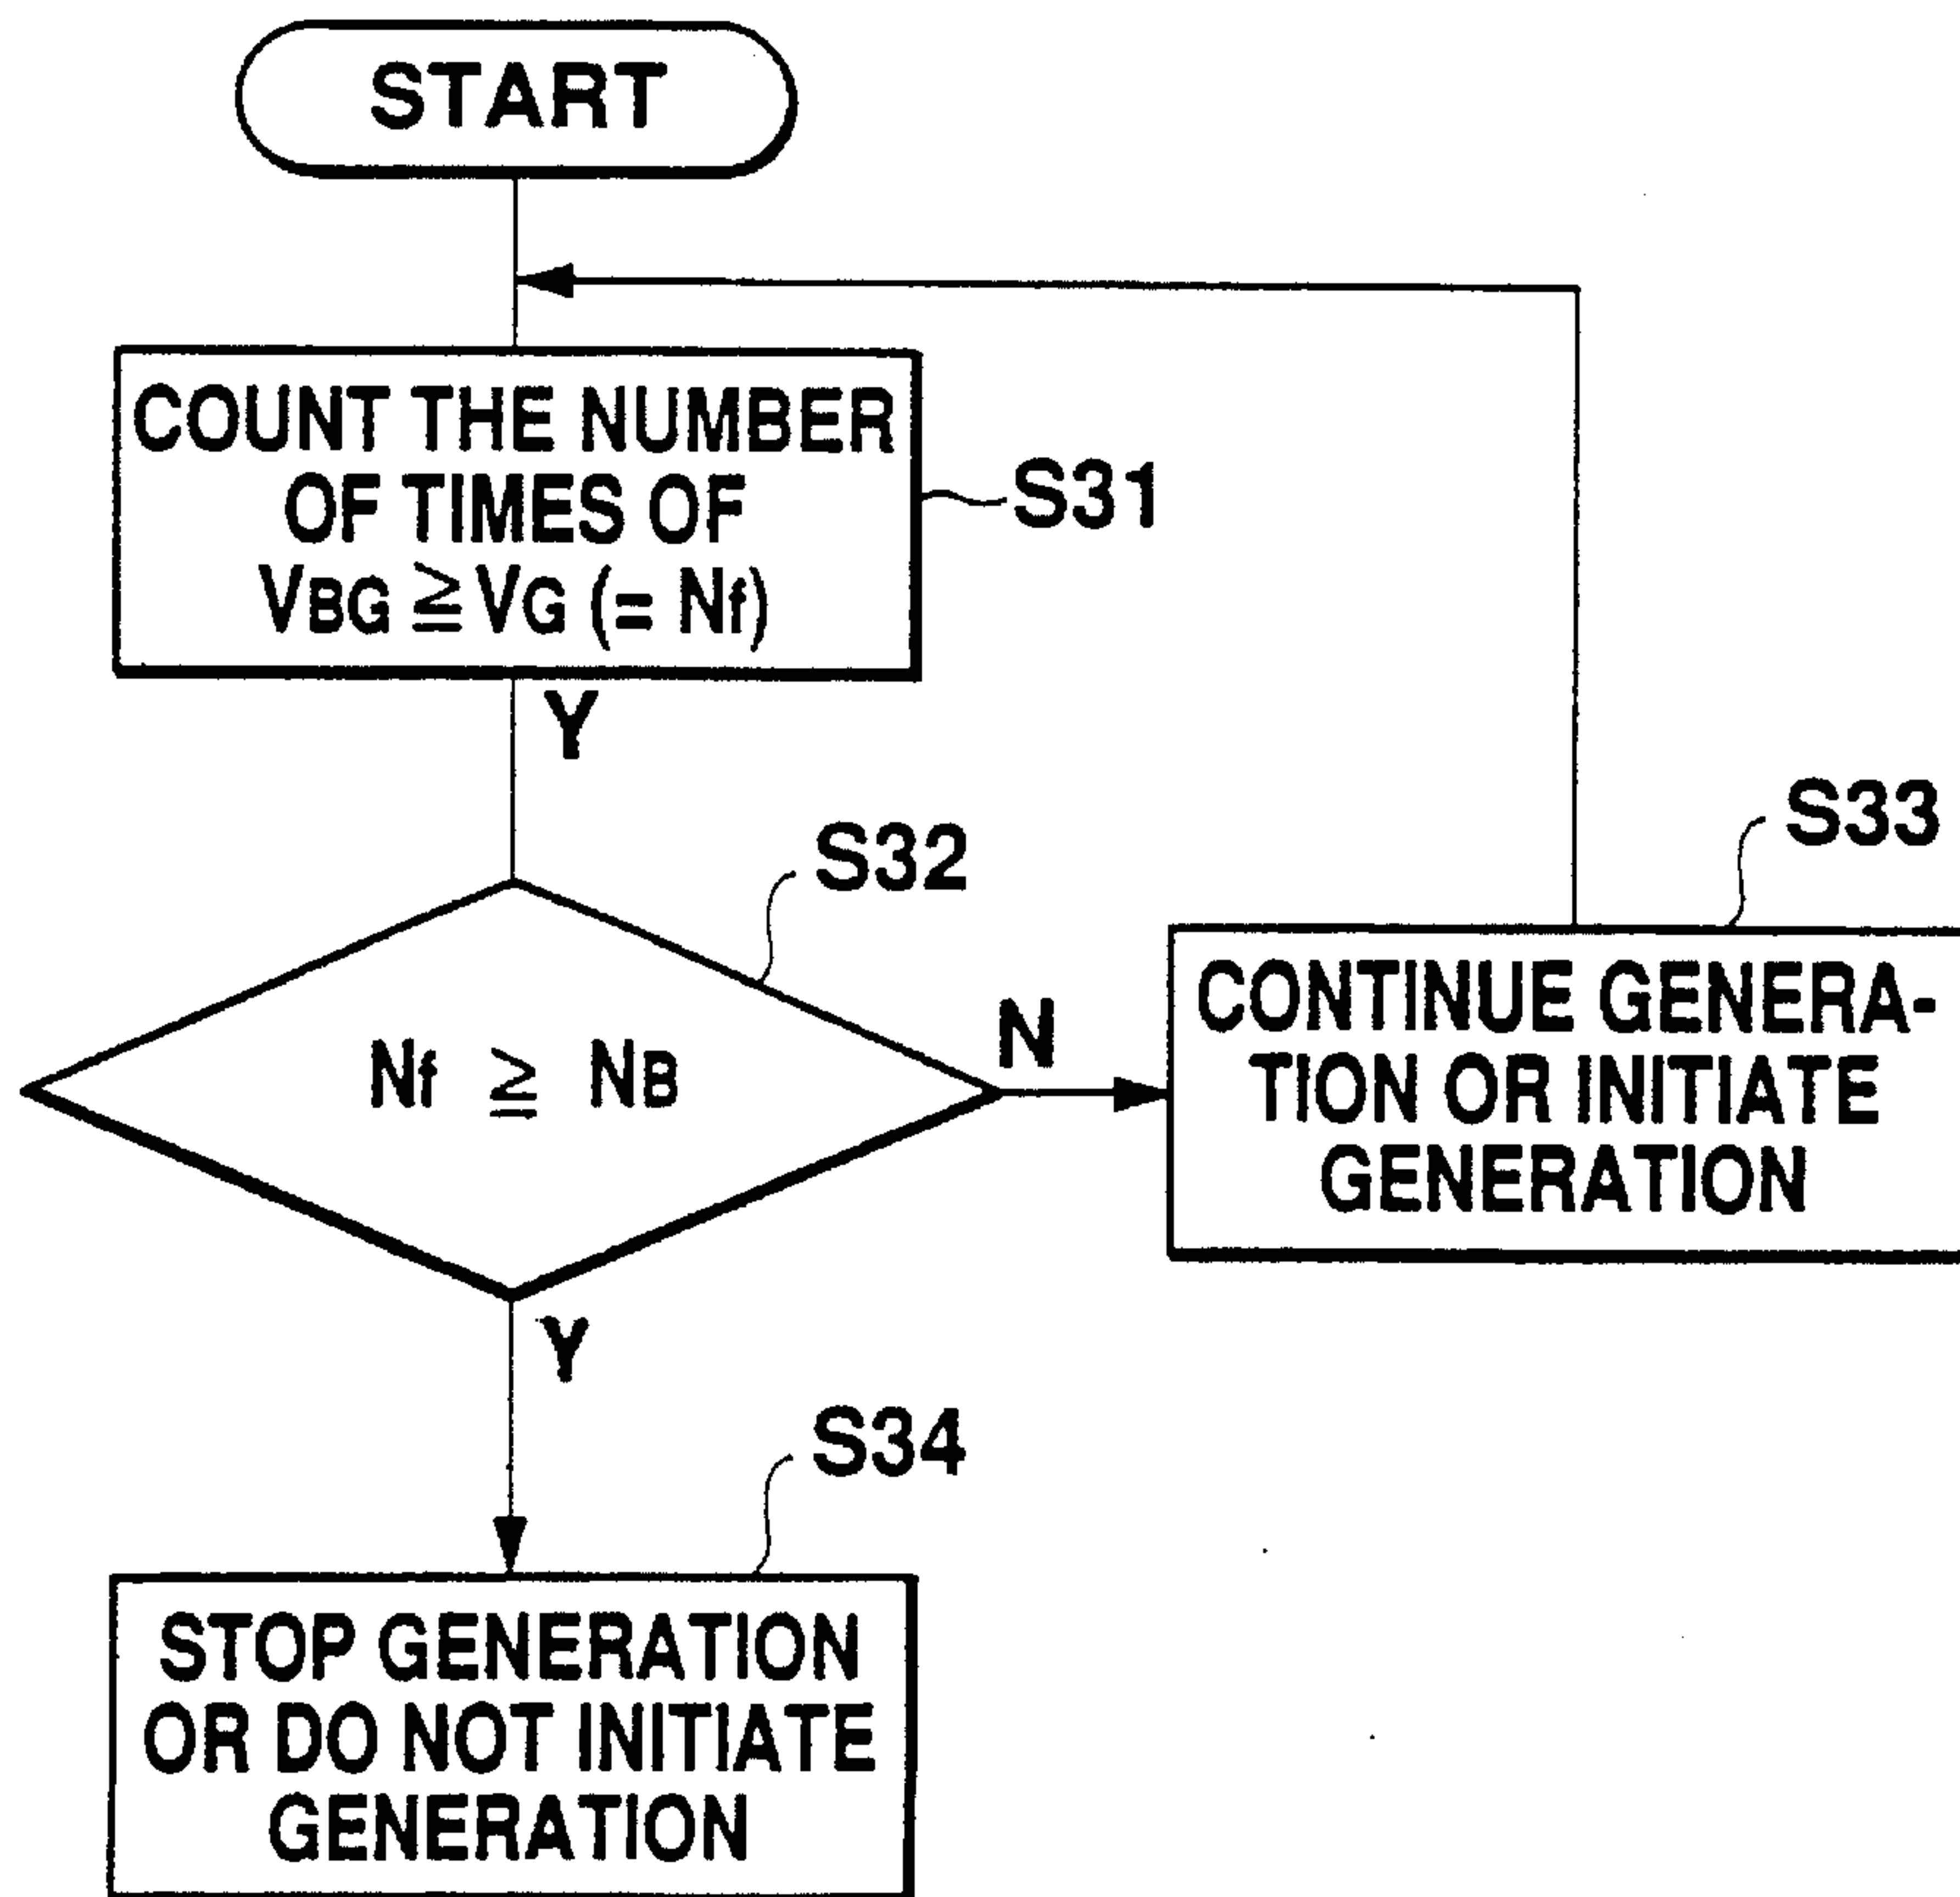 START
COUNT THE NUMBER
OF TIMES OF
VBG ≧ VG (= Nf)
S31
Y
S32
Nf ≧ NB
N
S33
CONTINUE GENERA-
TION OR INITIATE
GENERATION
Y
S34
STOP GENERATION
OR DO NOT INITIATE
GENERATION